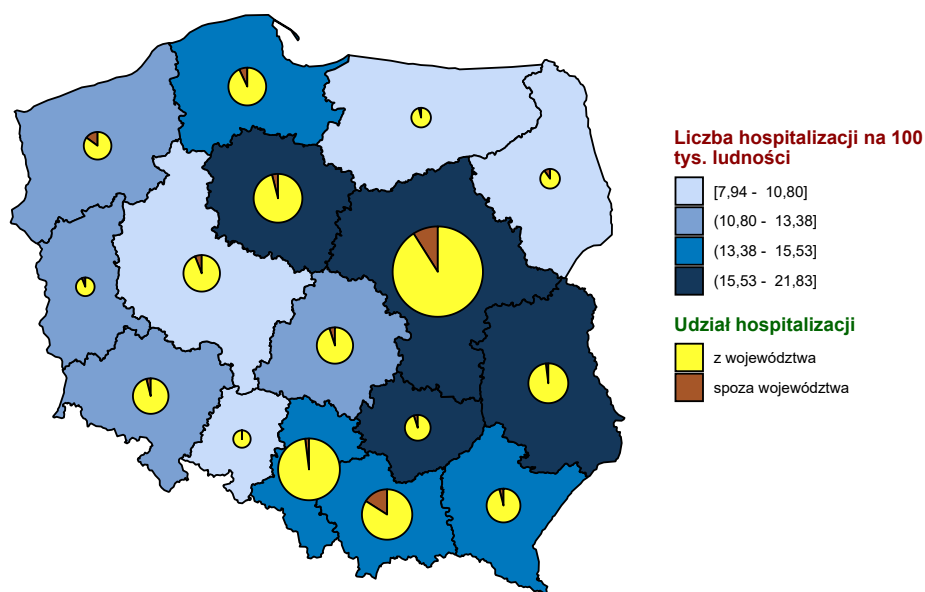 Liczba hospitalizacji na 100
tys. ludności
[7,94 - 10,80]
(10,80 - 13,38]
(13,38 - 15,53]
(15,53 - 21,83]
Udział hospitalizacji
z województwa
spoza województwa